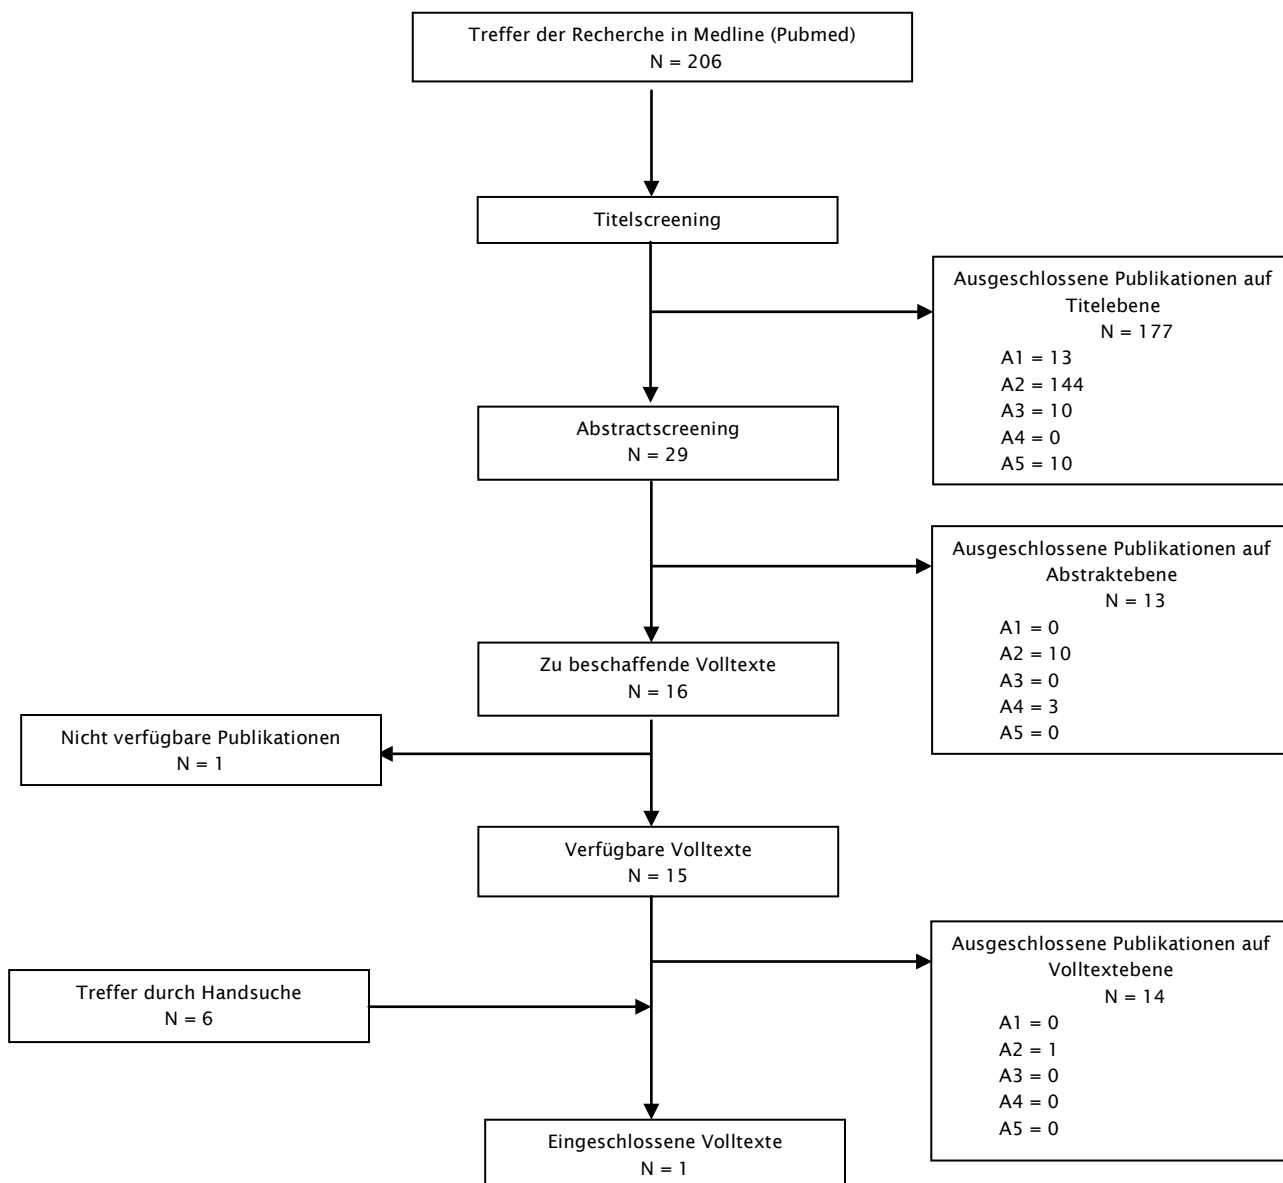 Treffer der Recherche in Medline (Pubmed)
N = 206
Titelscreening
Ausgeschlossene Publikationen auf
Titelebene
N = 177
A1 = 13
A2 = 144
A3 = 10
A4 = 0
A5 = 10
Abstractscreening
N = 29
Ausgeschlossene Publikationen auf
Abstraktebene
N = 13
A1 = 0
A2 = 10
A3 = 0
A4 = 3
A5 = 0
Zu beschaffende Volltexte
N = 16
Nicht verfügbare Publikationen
N = 1
Verfügbare Volltexte
N = 15
Ausgeschlossene Publikationen auf
Volltextebene
N = 14
A1 = 0
A2 = 1
A3 = 0
A4 = 0
A5 = 0
Treffer durch Handsuche
N = 6
Eingeschlossene Volltexte
N = 1